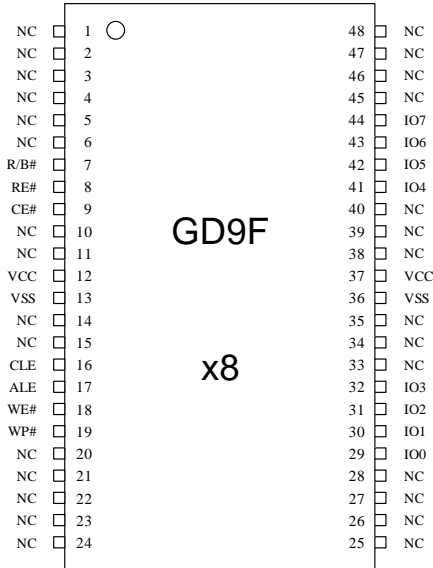 NC 1 48 NC
NC 2 47 NC
NC 3 46 NC
NC 4 45 NC
NC 5 44 IO7
NC 6 43 IO6
R/B# 7 42 IO5
RE# 8 41 IO4
CE# 9 40 NC
NC 10 39 NC
GD9F
NC 11 38 NC
VCC 12 37 VCC
VSS 13 36 VSS
NC 14 35 NC
NC 15 34 NC
CLE 16 33 NC
x8
ALE 17 32 IO3
WE# 18 31 IO2
WP# 19 30 IO1
NC 20 29 IO0
NC 21 28 NC
NC 22 27 NC
NC 23 26 NC
NC 24 25 NC